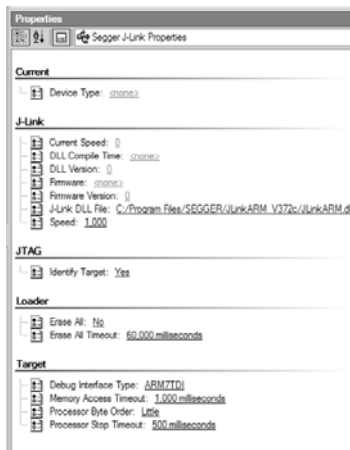 Properties
Segger J-Link Properties
Current
Device Type: <none>
J-Link
Current Speed: 0
DLL Compile Time: <none>
DLL Version: 0
Firmware: <none>
Firmware Version: 0
J-Link DLL File: C:/Program Files/SEGGER/JLinkARM_V372c/JLinkARM.d
Speed: 1,000
JTAG
Identify Target: Yes
Loader
Erase All: No
Erase All Timeout: 60,000 milliseconds
Target
Debug Interface Type: ARM7TDI
Memory Access Timeout: 1,000 milliseconds
Processor Byte Order: Little
Processor Stop Timeout: 500 milliseconds